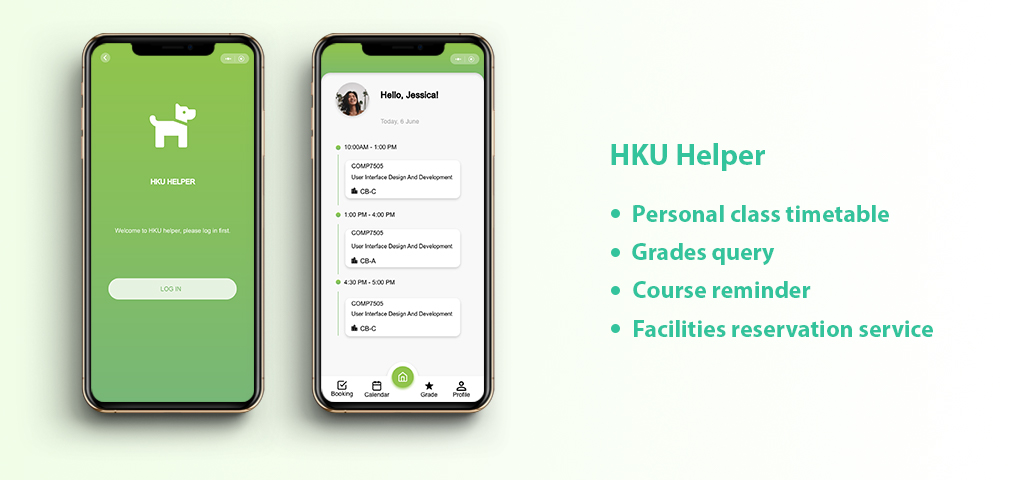 HKU HELPER
Welcome to HKU helper, please log in first.
LOG IN
Hello, Jessica!
Today, 6 June
10:00AM - 1:00 PM
COMP7505
User Interface Design And Development
CB-C
1:00 PM - 4:00 PM
COMP7505
User Interface Design And Development
CB-A
4:30 PM - 5:00 PM
COMP7505
User Interface Design And Development
CB-C
Booking Calendar Grade Profile
HKU Helper
• Personal class timetable
• Grades query
• Course reminder
• Facilities reservation service